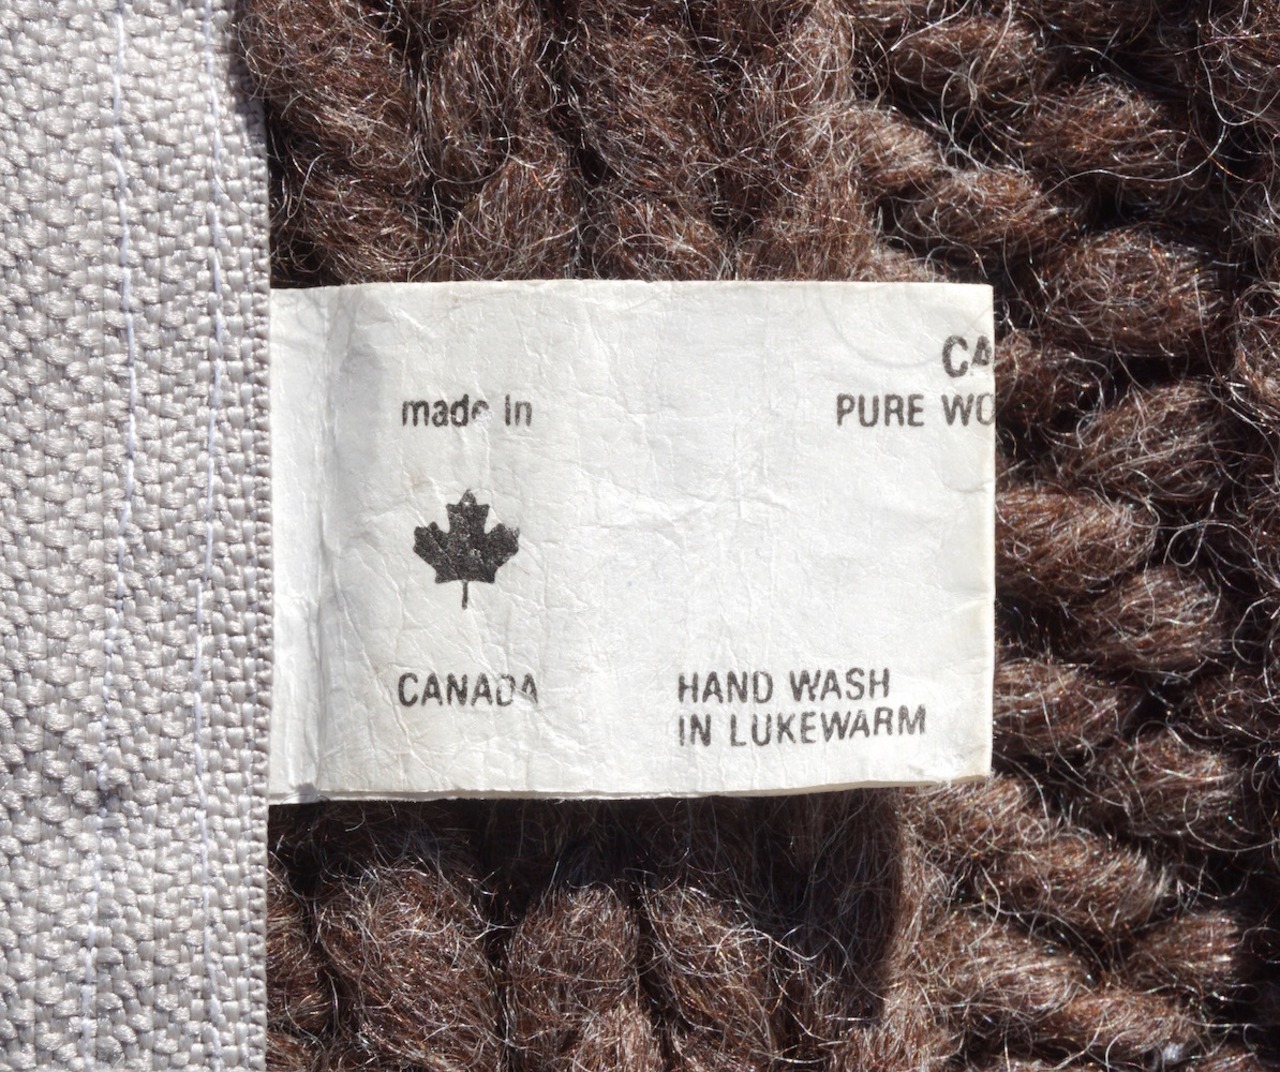 CA
made in
PURE WO
CANADA
HAND WASH
IN LUKEWARM